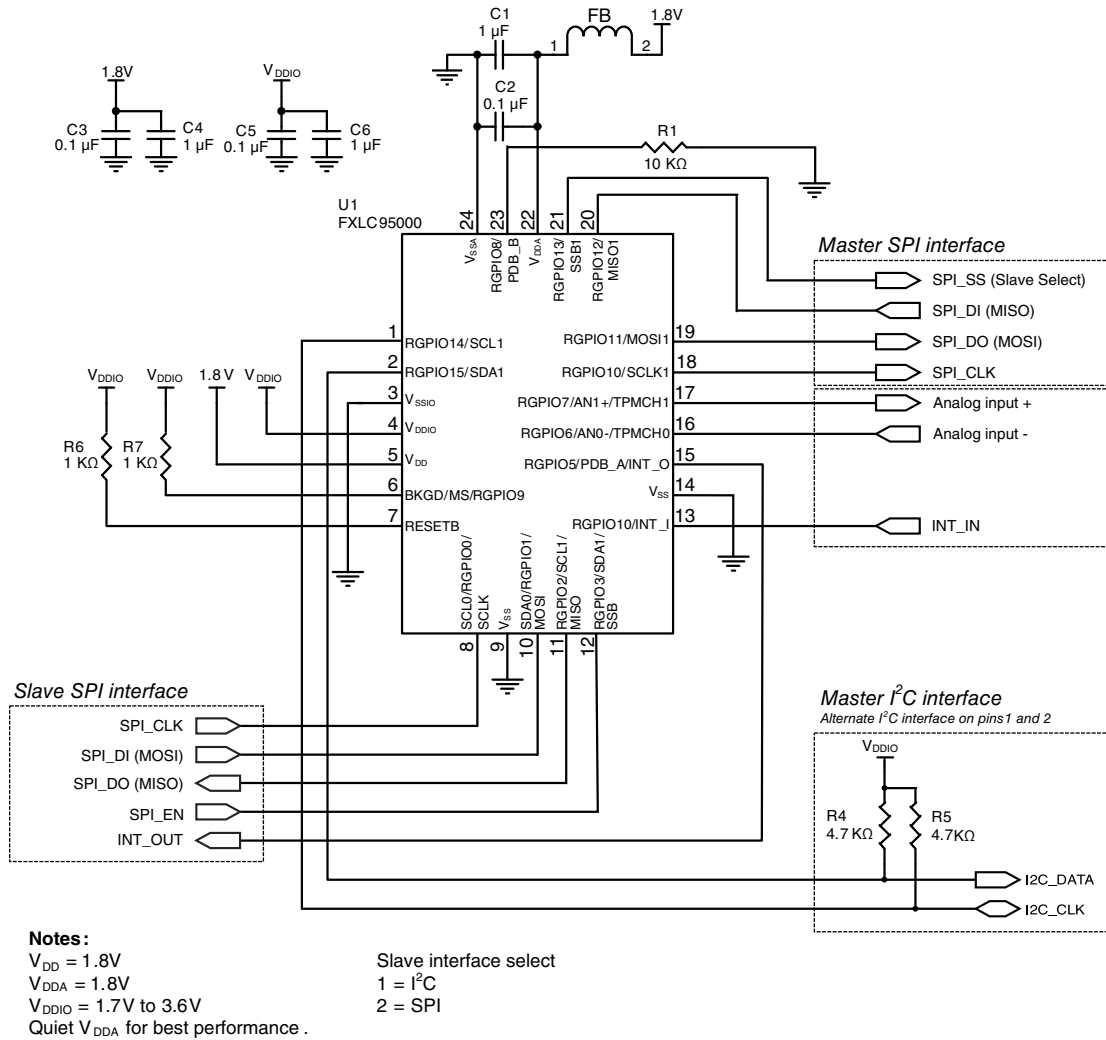 C1
1 µF
FB
1
2
1.8V
C2
0.1 µF
1.8V
C3
0.1 µF
C4
1 µF
VDDIO
C5
0.1 µF
C6
1 µF
R1
10 KΩ
U1
FXLC95000
24
23
22
21
20
VSSA
RGPIO8/
PDB_B
VDDA
RGPIO13/
SSB1
RGPIO12/
MISO1
1
RGPIO14/SCL1
2
RGPIO15/SDA1
3
VSSIO
4
VDDIO
5
VDD
6
BKGD/MS/RGPIO9
7
RESETB
RGPIO11/MOSI1
19
RGPIO10/SCLK1
18
RGPIO7/AN1+/TPMCH1
17
RGPIO6/AN0-/TPMCH0
16
RGPIO5/PDB_A/INT_O
15
VSS
14
RGPIO10/INT_I
13
SCL0/RGPIO0/
SCLK
VSS
SDA0/RGPIO1/
MOSI
RGPIO2/SCL1/
MISO
RGPIO3/SDA1/
SSB
8
9
10
11
12
VDDIO
VDDIO
1.8 V
VDDIO
R6
1 KΩ
R7
1 KΩ
Master SPI interface
SPI_SS (Slave Select)
SPI_DI (MISO)
SPI_DO (MOSI)
SPI_CLK
Analog input +
Analog input -
INT_IN
Slave SPI interface
SPI_CLK
SPI_DI (MOSI)
SPI_DO (MISO)
SPI_EN
INT_OUT
Master I²C interface
Alternate I²C interface on pins1 and 2
VDDIO
R4
4.7 KΩ
R5
4.7KΩ
I2C_DATA
I2C_CLK
Notes:
VDD = 1.8V
VDDA = 1.8V
VDDIO = 1.7V to 3.6V
Quiet VDDA for best performance .
Slave interface select
1 = I²C
2 = SPI